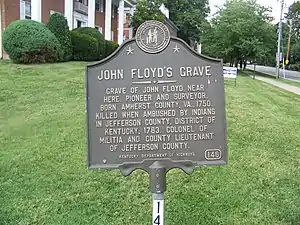 JOHN FLOYD'S GRAVE
GRAVE OF JOHN FLOYD NEAR
HERE. PIONEER AND SURVEYOR.
BORN AMHERST COUNTY, VA., 1750.
KILLED WHEN AMBUSHED BY INDIANS
IN JEFFERSON COUNTY, DISTRICT OF
KENTUCKY, 1783. COLONEL OF
MILITIA AND COUNTY LIEUTENANT
OF JEFFERSON COUNTY.
KENTUCKY DEPARTMENT OF HIGHWAYS
146
14